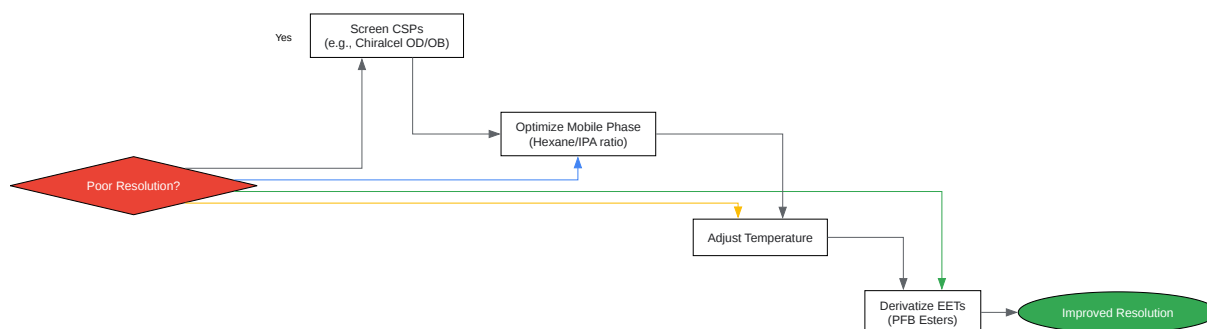 Screen CSPs
(e.g., Chiralcel OD/OB)
Yes
Optimize Mobile Phase
(Hexane/IPA ratio)
Poor Resolution?
Adjust Temperature
Derivatize EETs
(PFB Esters)
Improved Resolution